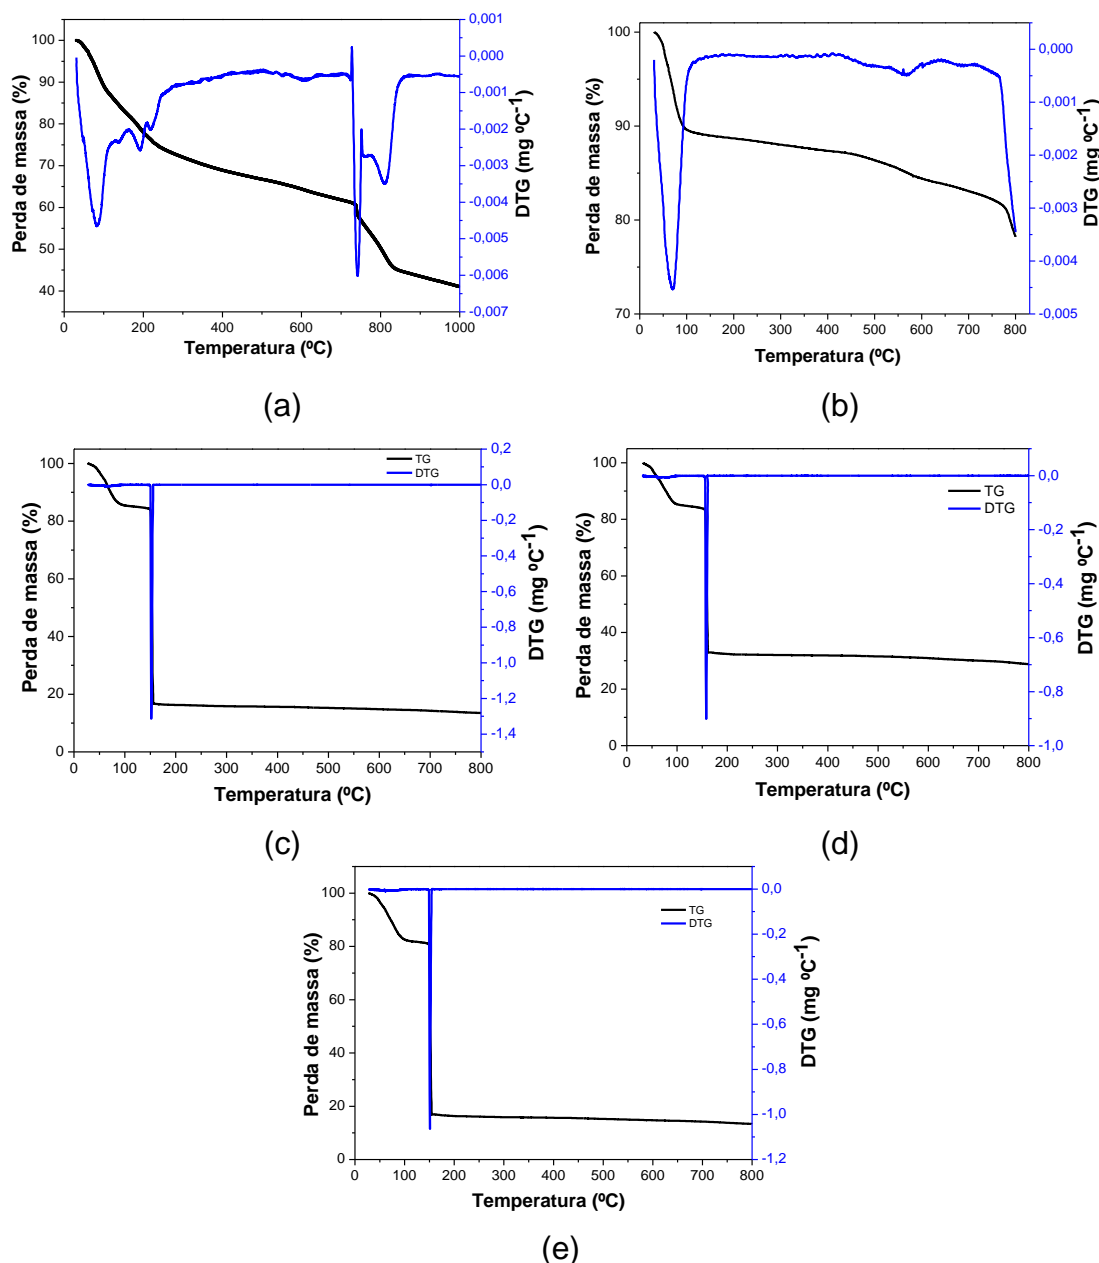 0,001
100
0,000
90
-0,001
80
-0,002
70
-0,003
60
-0,004
50
-0,005
40
-0,006
-0,007
0 200 400 600 800 1000
Perda de massa (%)
DTG (mg ºC⁻¹)
Temperatura (ºC)
(a)
100
0,000
-0,001
90
-0,002
-0,003
80
-0,004
70
-0,005
0 100 200 300 400 500 600 700 800
Perda de massa (%)
DTG (mg ºC⁻¹)
Temperatura (ºC)
(b)
0,2
100
0,0
80
-0,2
-0,4
60
-0,6
40
-0,8
-1,0
20
-1,2
-1,4
0
0 100 200 300 400 500 600 700 800
TG
DTG
Perda de massa (%)
DTG (mg ºC⁻¹)
Temperatura (ºC)
(c)
100
0,0
80
-0,2
60
-0,4
40
-0,6
20
-0,8
0
-1,0
0 100 200 300 400 500 600 700 800
TG
DTG
Perda de massa (%)
DTG (mg ºC⁻¹)
Temperatura (ºC)
(d)
100
0,0
80
-0,2
60
-0,4
-0,6
40
-0,8
20
-1,0
0
-1,2
0 100 200 300 400 500 600 700 800
TG
DTG
Perda de massa (%)
DTG (mg ºC⁻¹)
Temperatura (ºC)
(e)